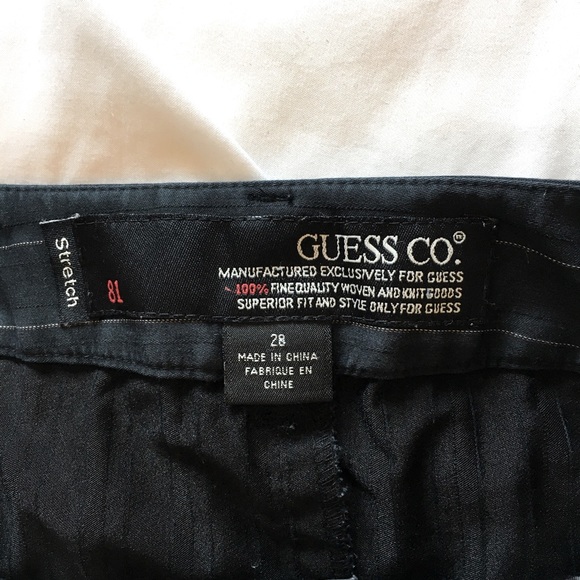 Stretch
81
GUESS CO.®
MANUFACTURED EXCLUSIVELY FOR GUESS
100% FINE QUALITY WOVEN AND KNIT GOODS
SUPERIOR FIT AND STYLE ONLY FOR GUESS
28
MADE IN CHINA
FABRIQUE EN
CHINE